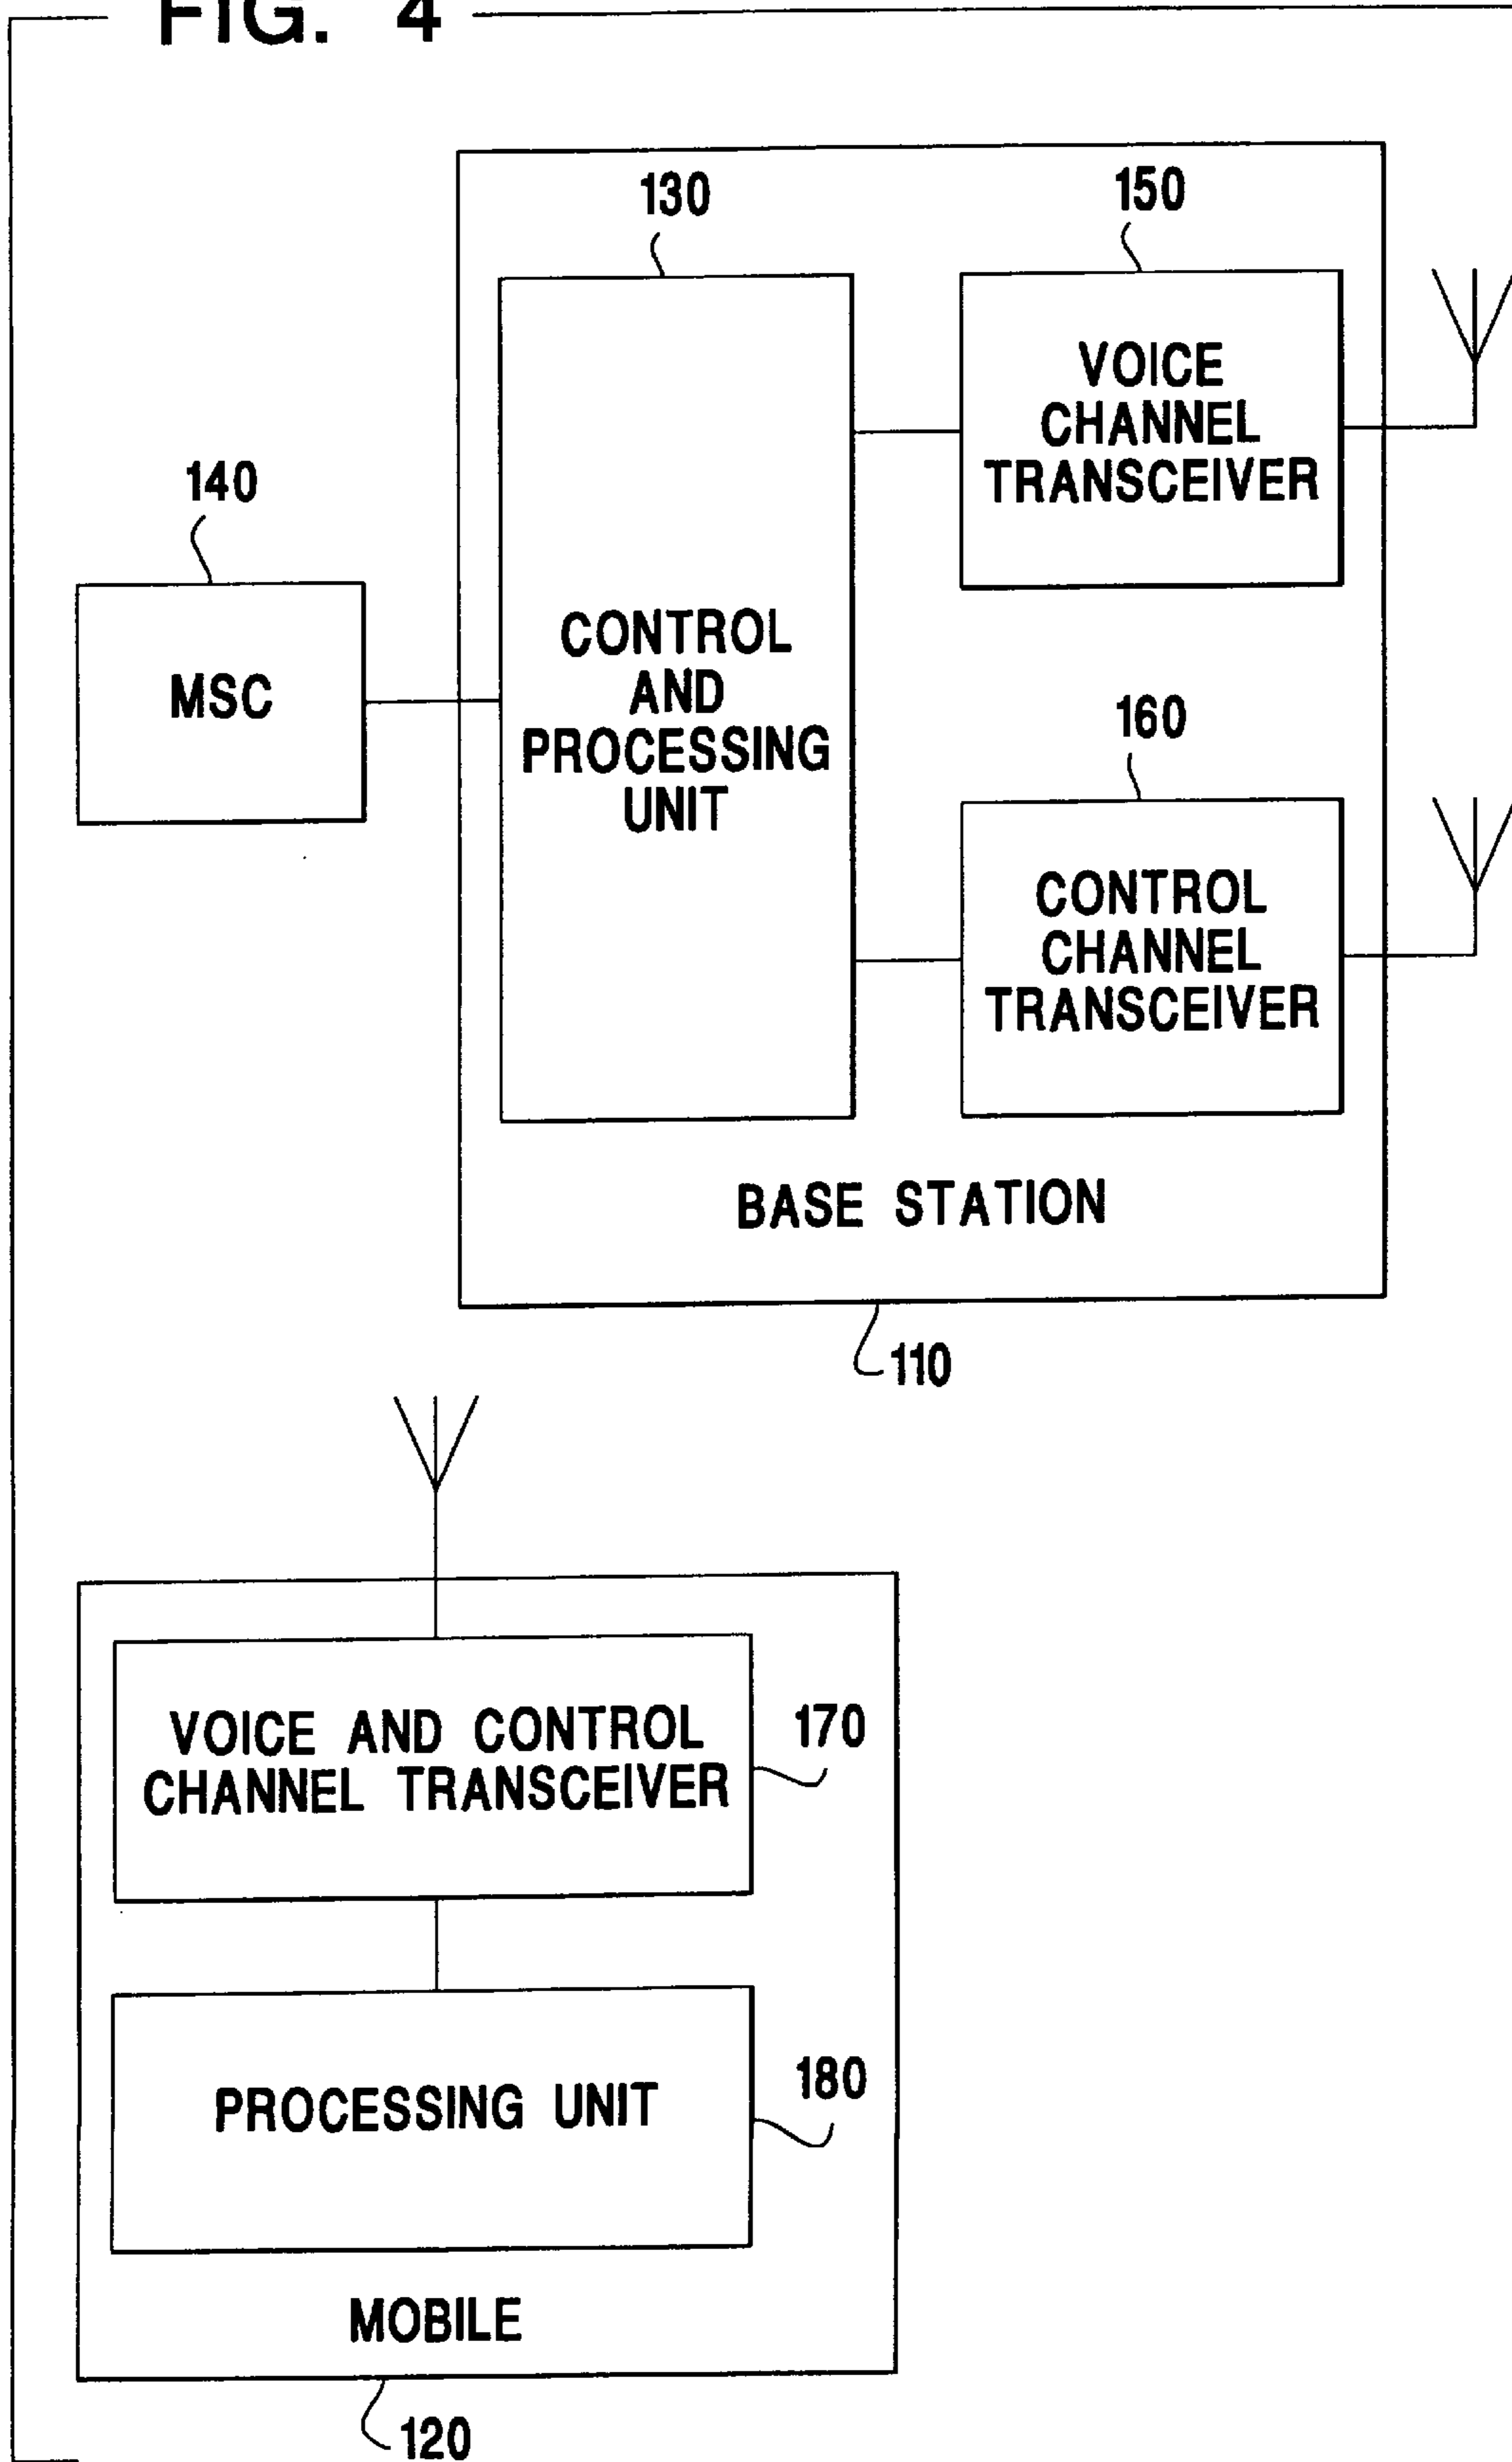 FIG. 4
130
150
VOICE
CHANNEL
TRANSCEIVER
140
MSC
CONTROL
AND
PROCESSING
UNIT
160
CONTROL
CHANNEL
TRANSCEIVER
BASE STATION
110
VOICE AND CONTROL
CHANNEL TRANSCEIVER
170
PROCESSING UNIT
180
MOBILE
120